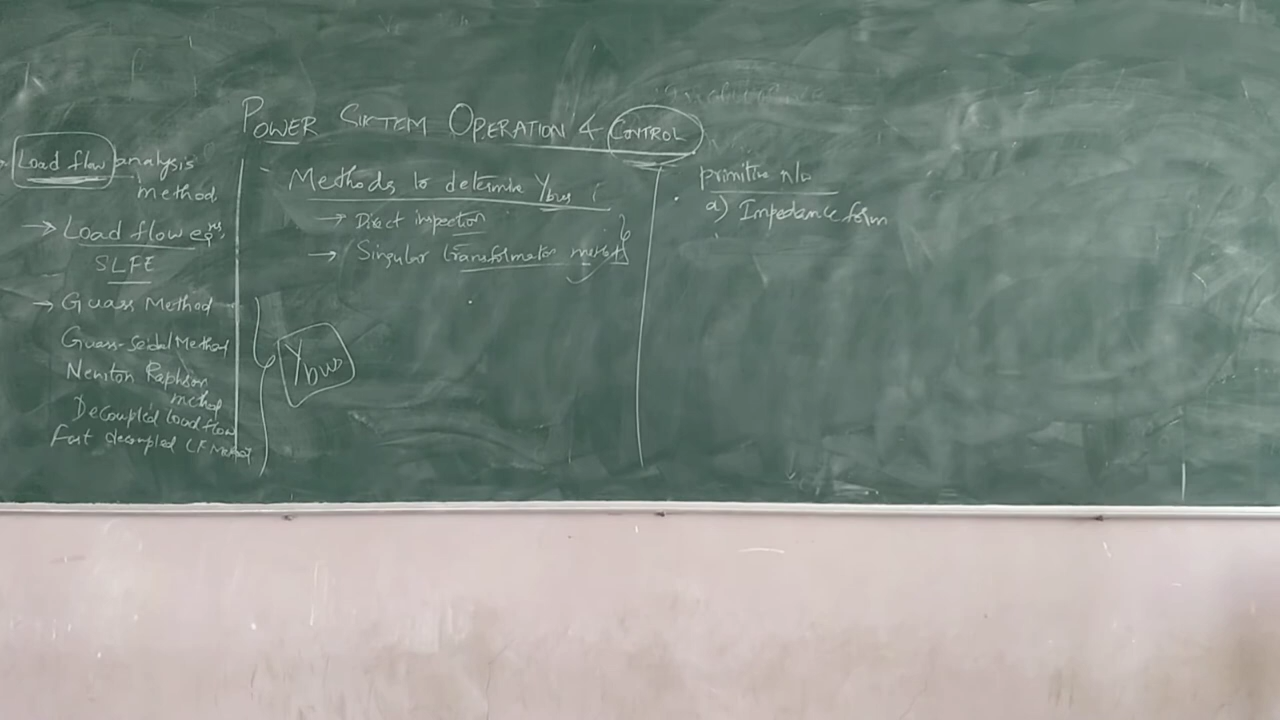 POWER SYSTEM OPERATION & CONTROL
Load flow analysis
method
→ Load flow eqns,
SLFE
→ Guass Method
Guass-Seidal Method
Newton Raphson
method
Decoupled load flow
Fast decoupled LF Method
Methods to determine Ybus :
→ Direct inspection
→ Singular transformation method
Ybus
primitive n/w
a) Impedance form